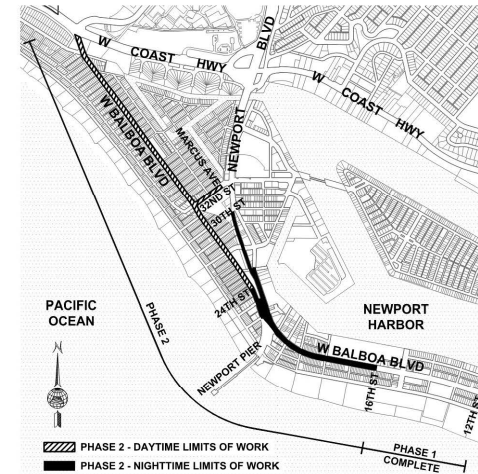 W COAST HWY
BLVD
W COAST HWY
NEWPORT
W BALBOA BLVD
MARCUS AVE
32ND ST
30TH ST
24TH ST
PACIFIC
OCEAN
PHASE 2
NEWPORT
HARBOR
NEWPORT PIER
W BALBOA BLVD
16TH ST
12TH ST
N
PHASE 1
COMPLETE
PHASE 2 - DAYTIME LIMITS OF WORK
PHASE 2 - NIGHTTIME LIMITS OF WORK